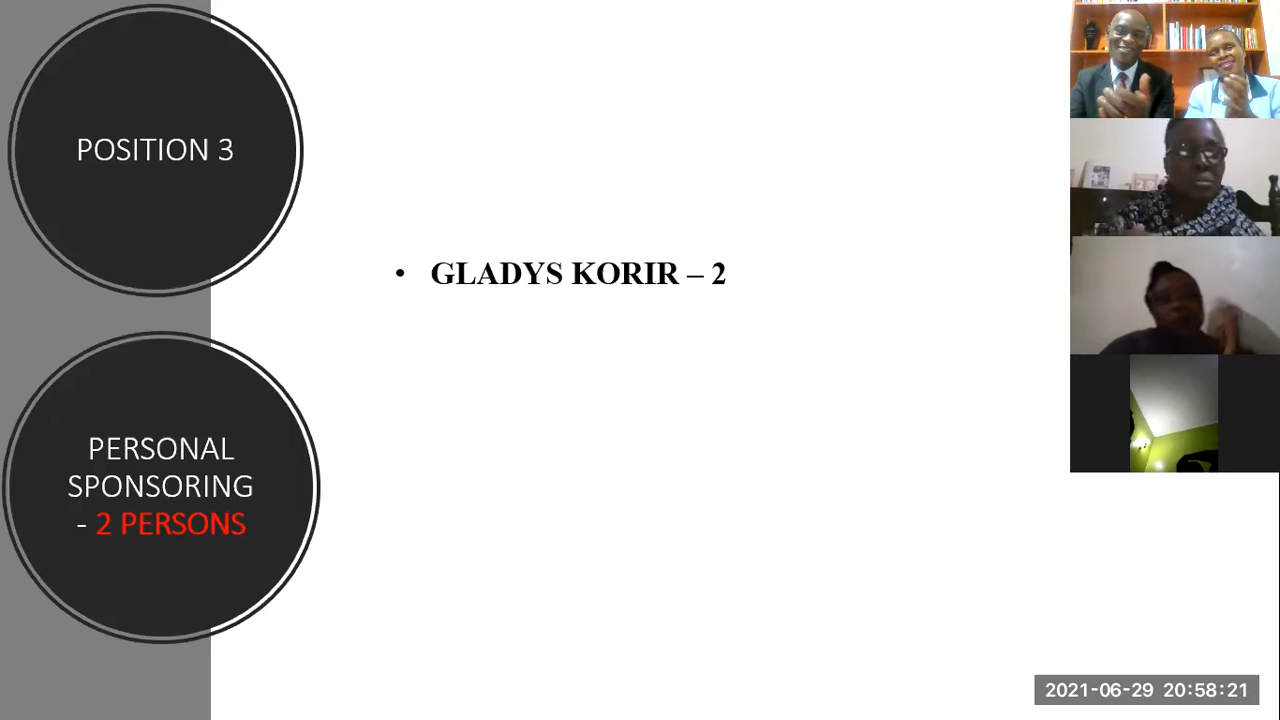 POSITION 3
• GLADYS KORIR – 2
PERSONAL
SPONSORING
- 2 PERSONS
2021-06-29 20:58:21